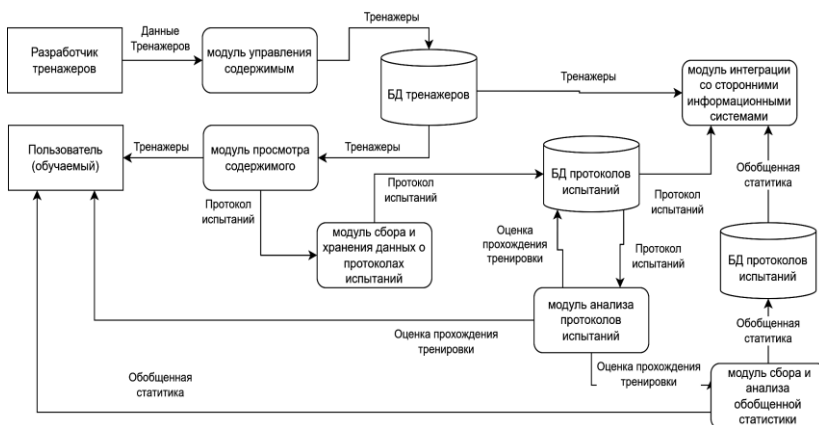 Данные
Тренажеров
Тренажеры
Разработчик
тренажеров
модуль управления
содержимым
БД тренажеров
Тренажеры
модуль интеграции
со сторонними
информационными
системами
Пользователь
(обучаемый)
Тренажеры
модуль просмотра
содержимого
Тренажеры
БД протоколов
испытаний
Обобщенная
статитика
Протокол
испытаний
Протокол
испытаний
Протокол
испытаний
модуль сбора и
хранения данных о
протоколах
испытаний
Оценка
прохождения
тренировки
Протокол
испытаний
БД протоколов
испытаний
модуль анализа
протоколов
испытаний
Оценка прохождения
тренировки
Обобщенная
статитика
Оценка прохождения
тренировки
Обобщенная
статитика
модуль сбора и
анализа
обобщенной
статистики